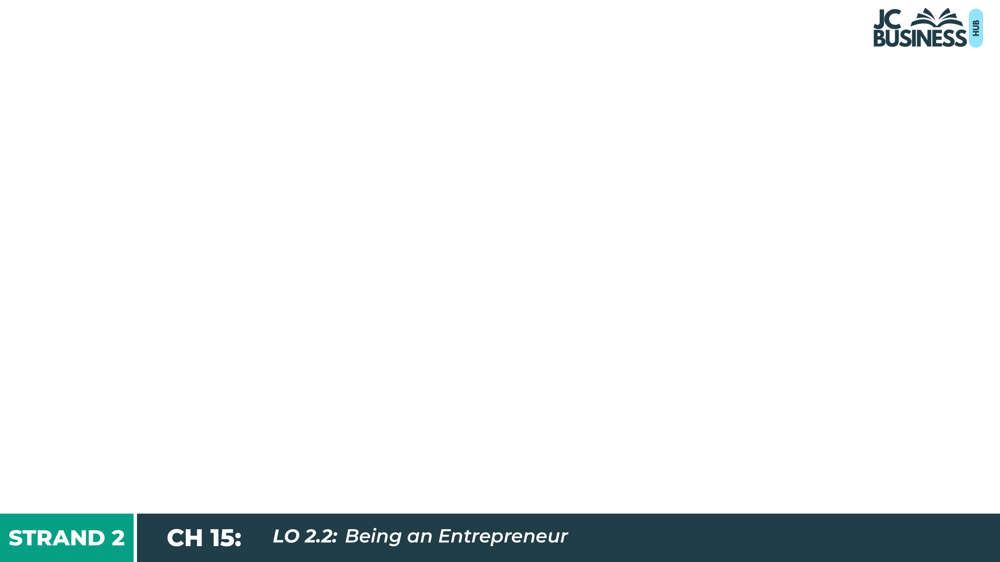 JC
BUSINESS
HUB
STRAND 2
CH 15:
LO 2.2: Being an Entrepreneur